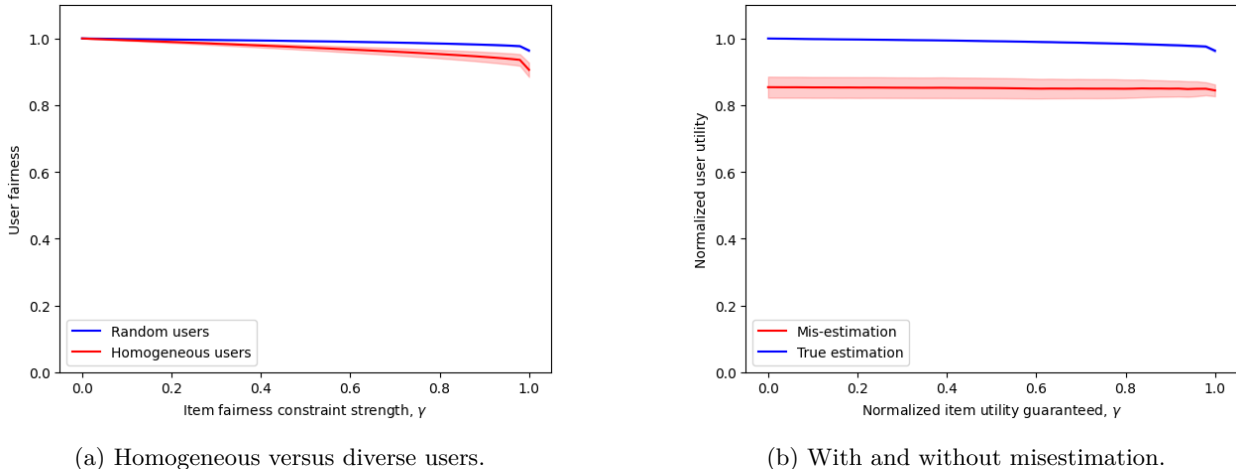 User fairness
1.0
0.8
0.6
0.4
0.2
0.0
Random users
Homogeneous users
0.0 0.2 0.4 0.6 0.8 1.0
Item fairness constraint strength, γ
(a) Homogeneous versus diverse users.
Normalized user utility
1.0
0.8
0.6
0.4
0.2
0.0
Mis-estimation
True estimation
0.0 0.2 0.4 0.6 0.8 1.0
Normalized item utility guaranteed, γ
(b) With and without misestimation.